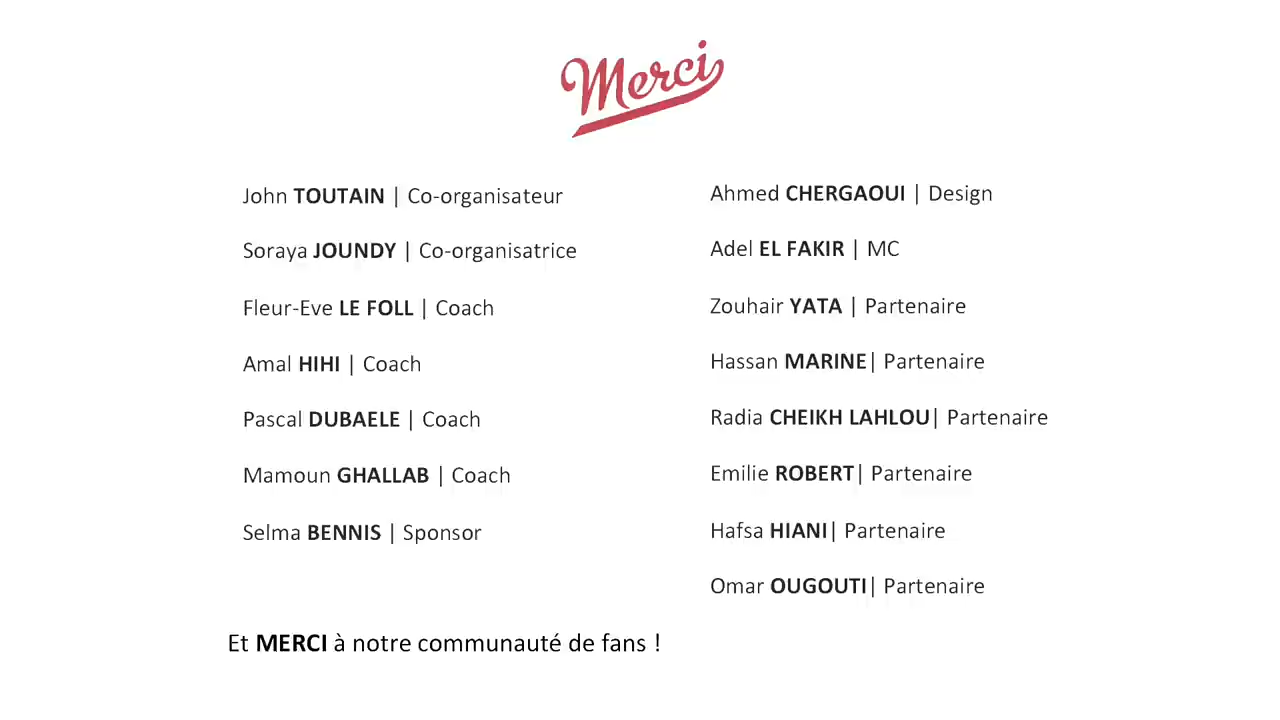 Merci
John TOUTAIN | Co-organisateur
Soraya JOUNDY | Co-organisatrice
Fleur-Eve LE FOLL | Coach
Amal HIHI | Coach
Pascal DUBAELE | Coach
Mamoun GHALLAB | Coach
Selma BENNIS | Sponsor
Ahmed CHERGAOUI | Design
Adel EL FAKIR | MC
Zouhair YATA | Partenaire
Hassan MARINE| Partenaire
Radia CHEIKH LAHLOU| Partenaire
Emilie ROBERT| Partenaire
Hafsa HIANI| Partenaire
Omar OUGOUTI| Partenaire
Et MERCI à notre communauté de fans !